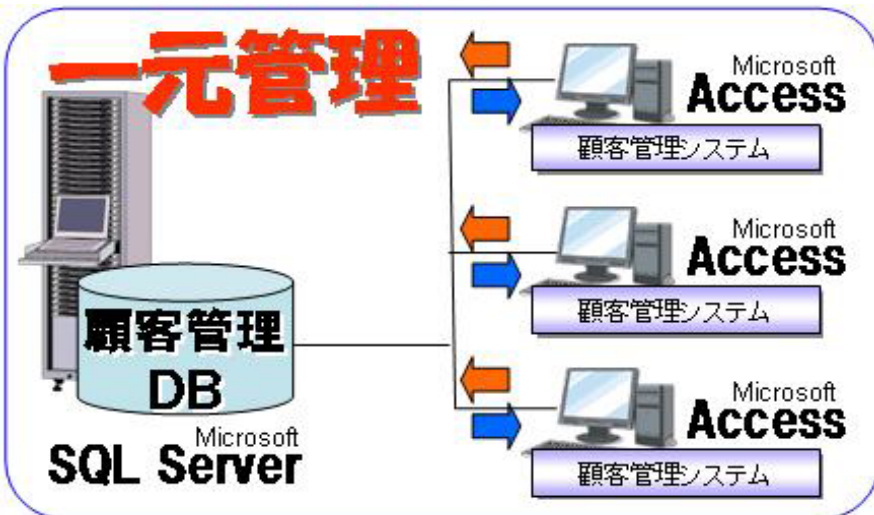 一元管理
顧客管理
DB
Microsoft
SQL Server
Microsoft
Access
顧客管理システム
Microsoft
Access
顧客管理システム
Microsoft
Access
顧客管理システム